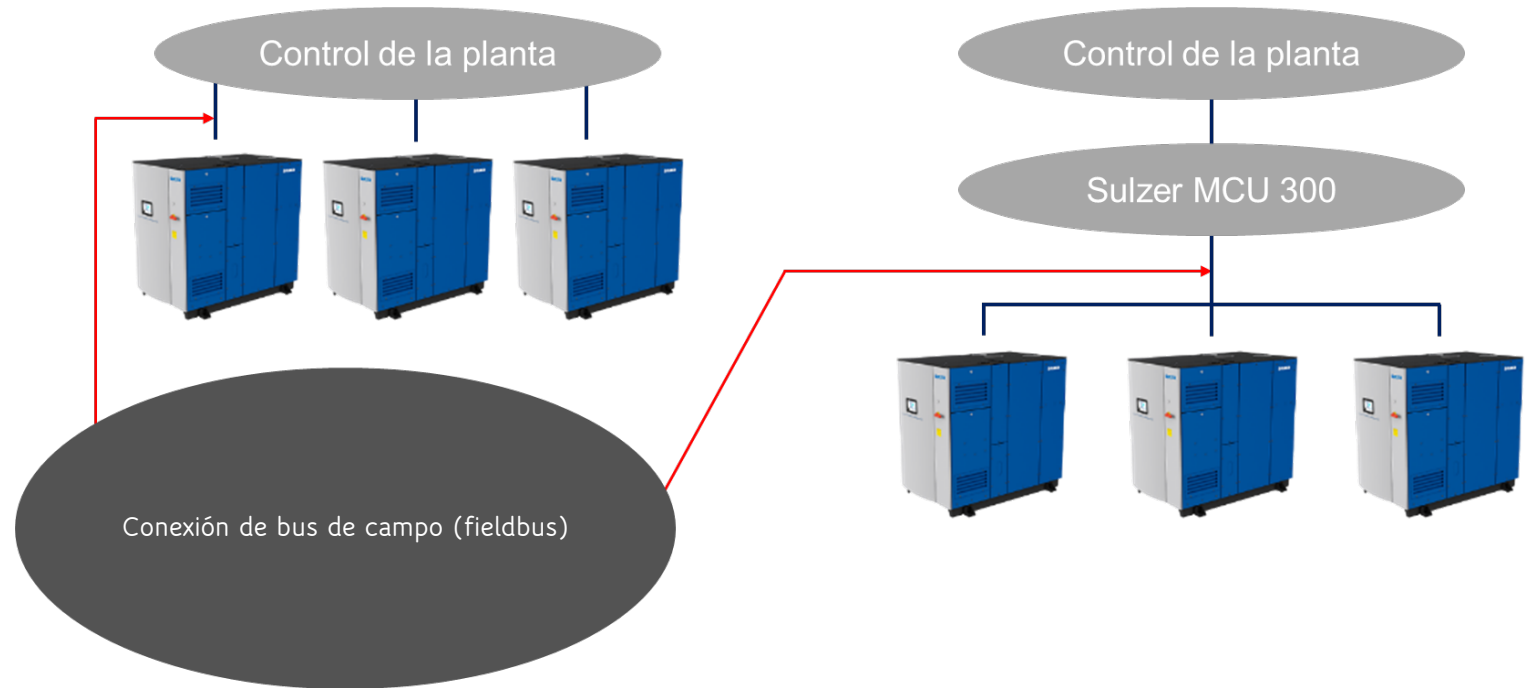 Control de la planta
Control de la planta
Sulzer MCU 300
Conexión de bus de campo (fieldbus)